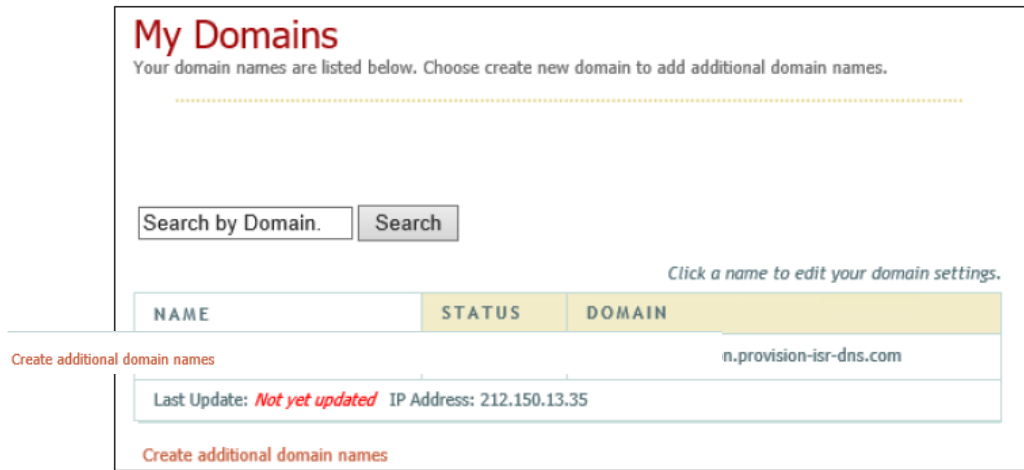 My Domains
Your domain names are listed below. Choose create new domain to add additional domain names.
Search by Domain. Search
Click a name to edit your domain settings.
NAME STATUS DOMAIN
Create additional domain names n.provision-isr-dns.com
Last Update: Not yet updated IP Address: 212.150.13.35
Create additional domain names